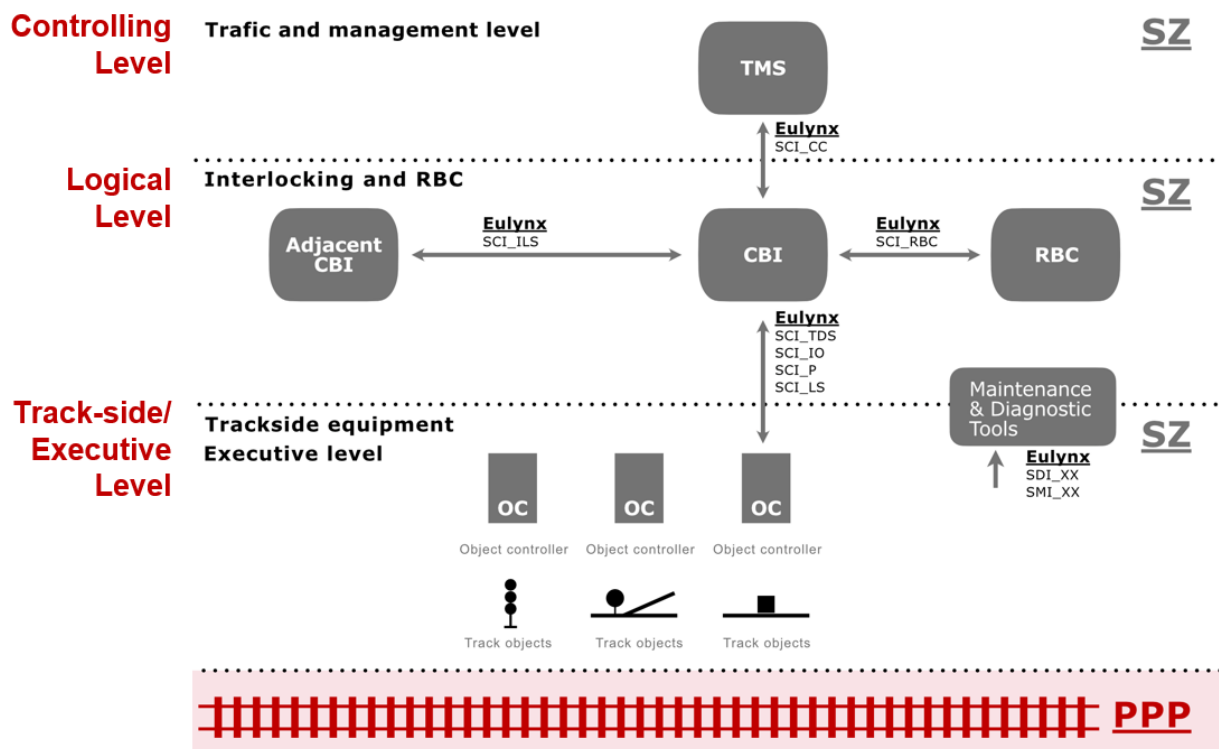 Controlling
Level
Trafic and management level
SZ
TMS
Eulynx
SCI_CC
Logical
Level
Interlocking and RBC
SZ
Adjacent
CBI
Eulynx
SCI_ILS
CBI
Eulynx
SCI_RBC
RBC
Eulynx
SCI_TDS
SCI_IO
SCI_P
SCI_LS
Maintenance
& Diagnostic
Tools
Track-side/
Executive
Level
Trackside equipment
Executive level
SZ
Eulynx
SDI_XX
SMI_XX
OC
OC
OC
Object controller
Object controller
Object controller
Track objects
Track objects
Track objects
PPP